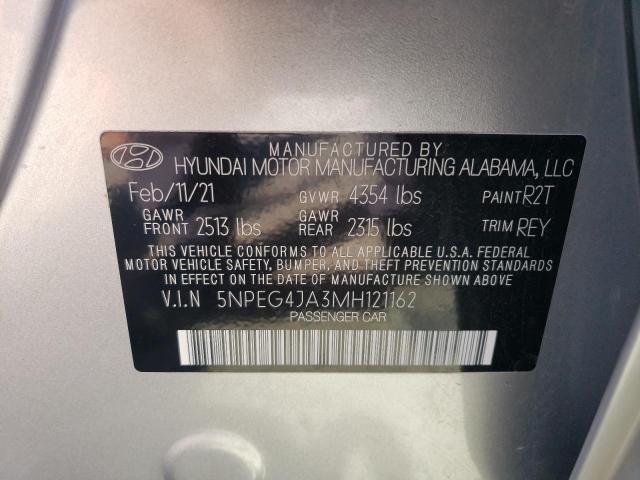 MANUFACTURED BY
HYUNDAI MOTOR MANUFACTURING ALABAMA, LLC
Feb/11/21 GVWR 4354 lbs PAINT R2T
GAWR FRONT 2513 lbs GAWR REAR 2315 lbs TRIM REY
THIS VEHICLE CONFORMS TO ALL APPLICABLE U.S.A. FEDERAL
MOTOR VEHICLE SAFETY, BUMPER, AND THEFT PREVENTION STANDARDS
IN EFFECT ON THE DATE OF MANUFACTURE SHOWN ABOVE.
V.I.N 5NPEG4JA3MH121162
PASSENGER CAR